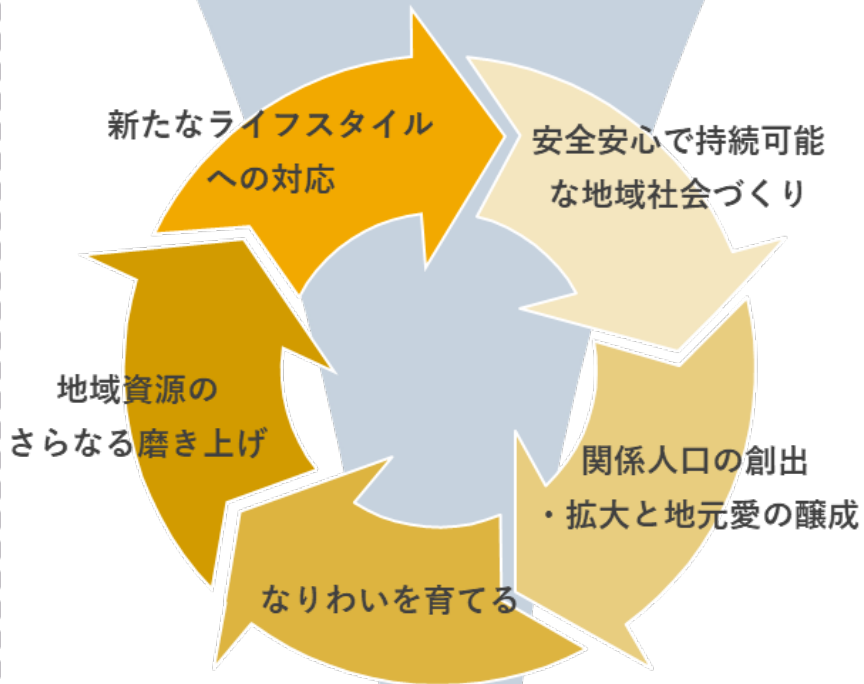 新たなライフスタイル
への対応
安全安心で持続可能
な地域社会づくり
関係人口の創出
・拡大と地元愛の醸成
なりわいを育てる
地域資源の
さらなる磨き上げ